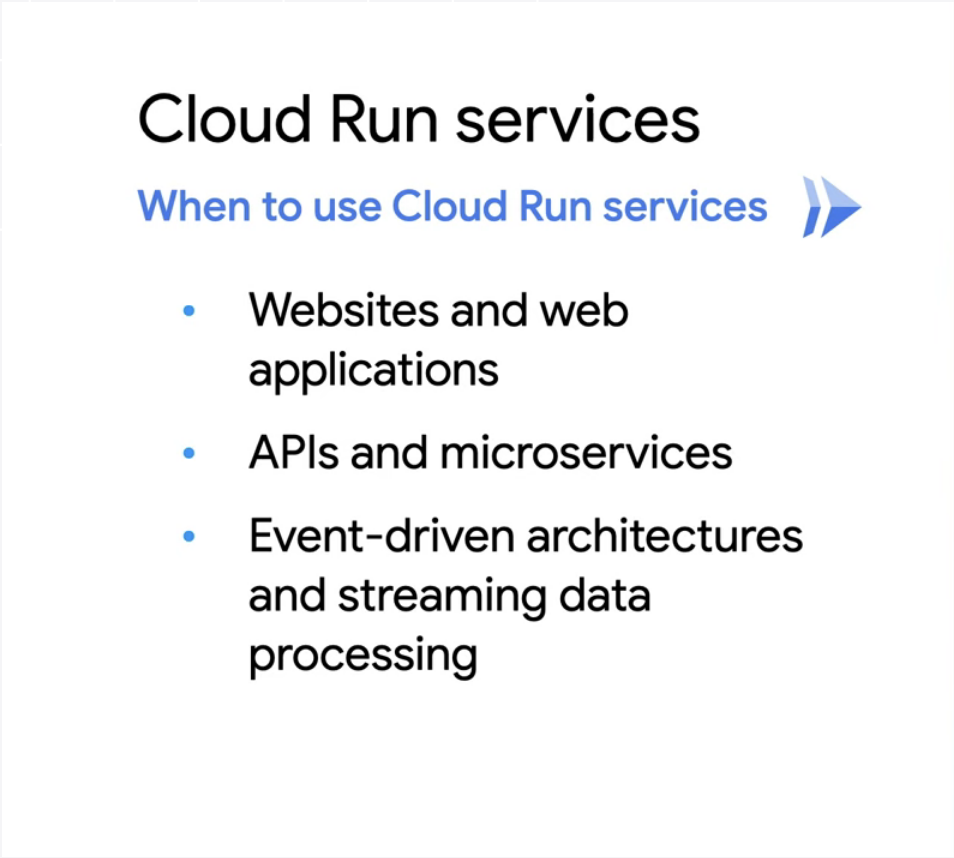 Cloud Run services
When to use Cloud Run services
• Websites and web
applications
• APIs and microservices
• Event-driven architectures
and streaming data
processing